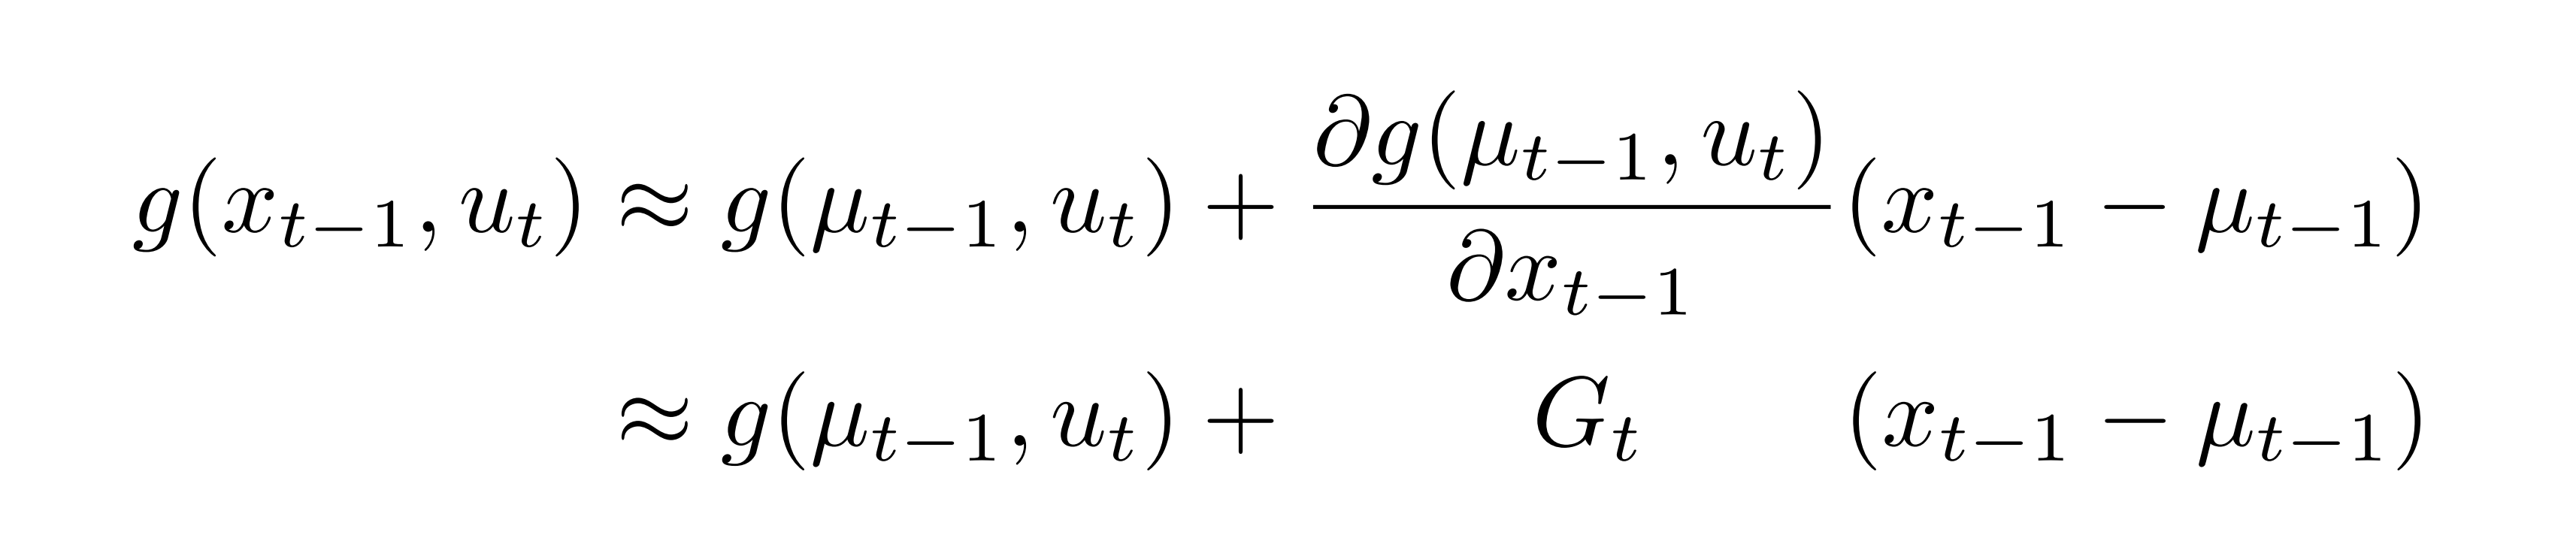 g(x_{t-1}, u_t) ≈ g(μ_{t-1}, u_t) + \frac{∂g(μ_{t-1}, u_t)}{∂x_{t-1}} (x_{t-1} − μ_{t-1})
≈ g(μ_{t-1}, u_t) + G_t (x_{t-1} − μ_{t-1})